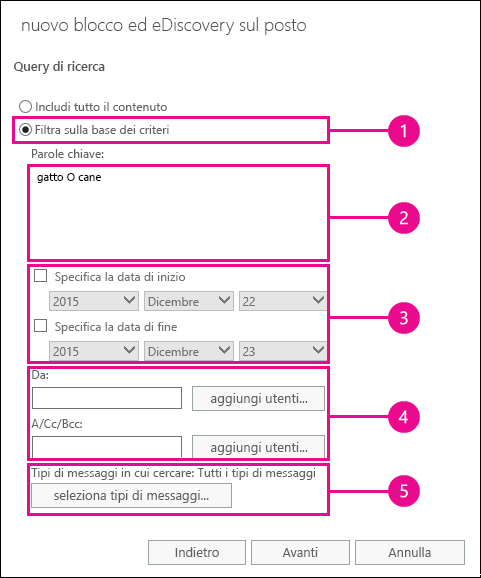 nuovo blocco ed eDiscovery sul posto
Query di ricerca
Includi tutto il contenuto
Filtra sulla base dei criteri
1
Parole chiave:
gatto O cane
2
Specifica la data di inizio
2015 Dicembre 22
3
Specifica la data di fine
2015 Dicembre 23
Da:
aggiungi utenti...
4
A/Cc/Bcc:
aggiungi utenti...
Tipi di messaggi in cui cercare: Tutti i tipi di messaggi
5
seleziona tipi di messaggi...
Indietro Avanti Annulla